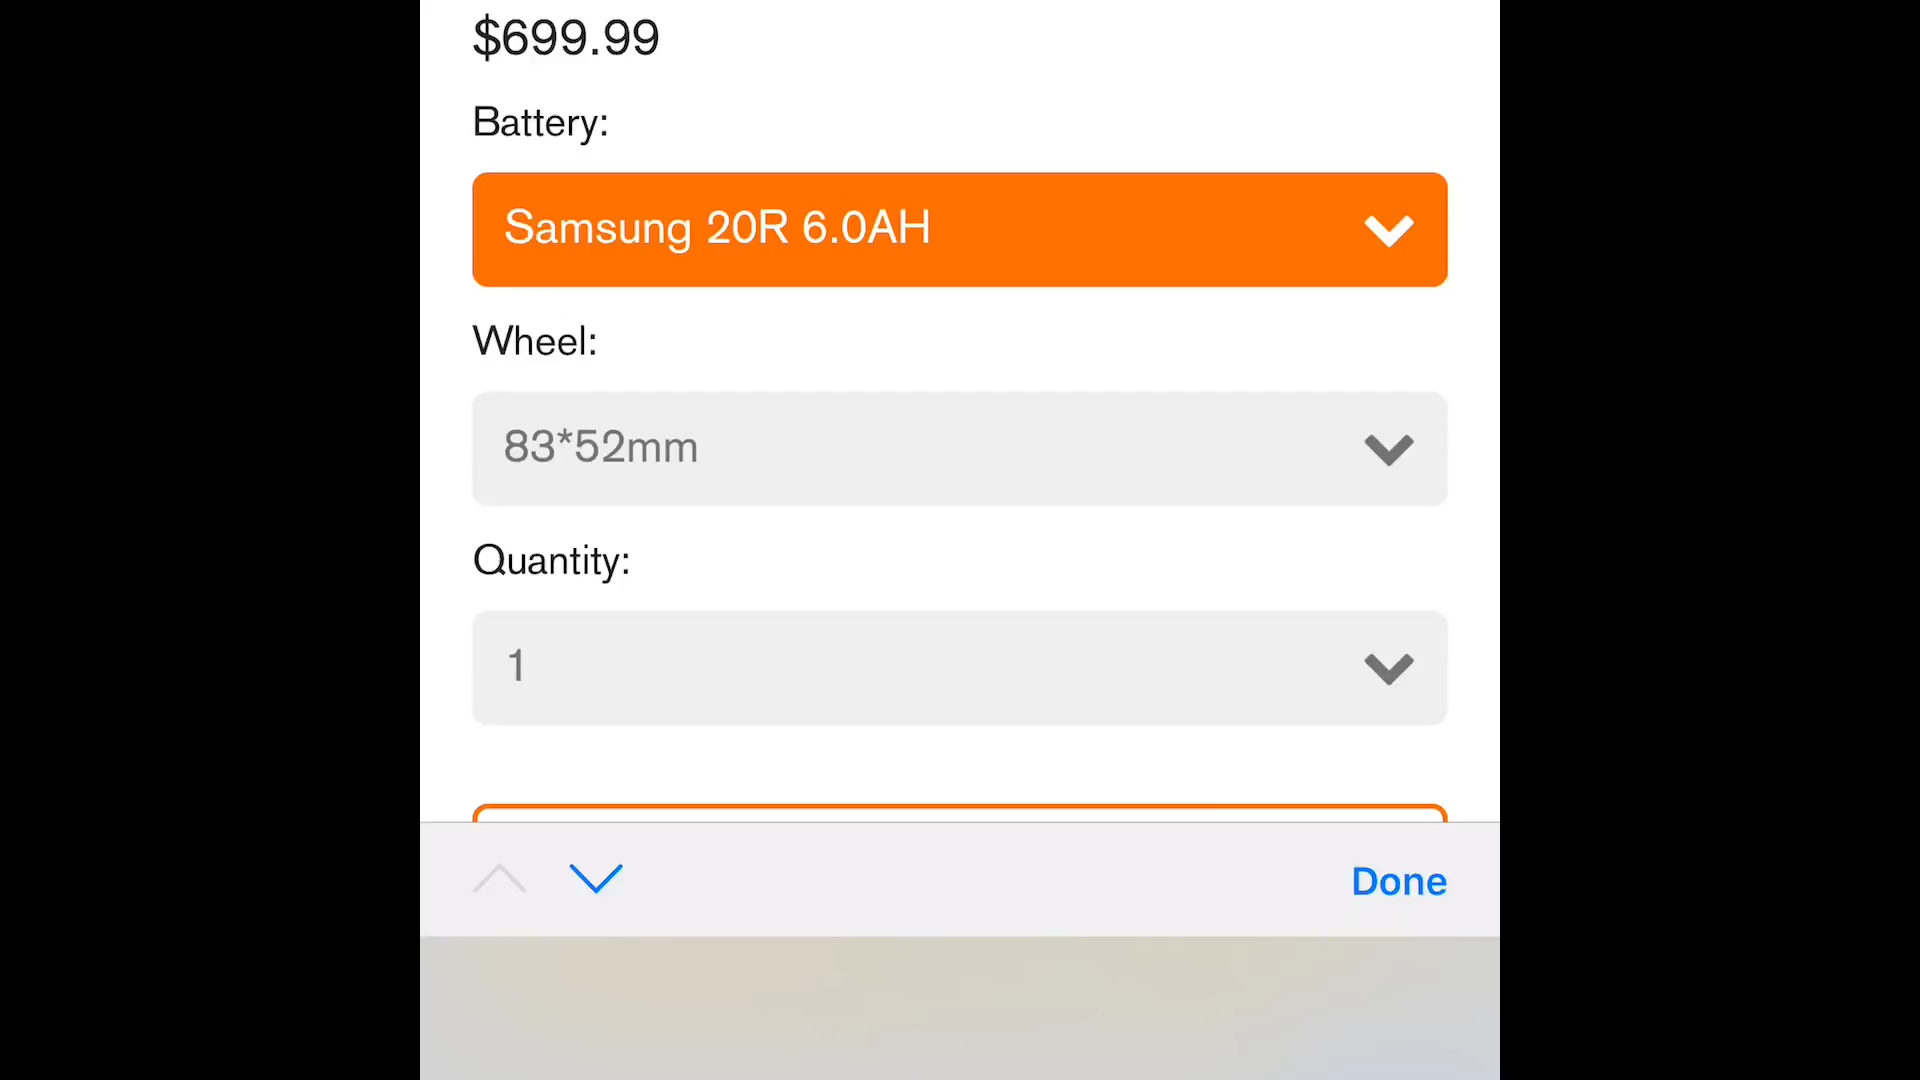 $699.99
Battery:
Samsung 20R 6.0AH
Wheel:
83*52mm
Quantity:
1
Done